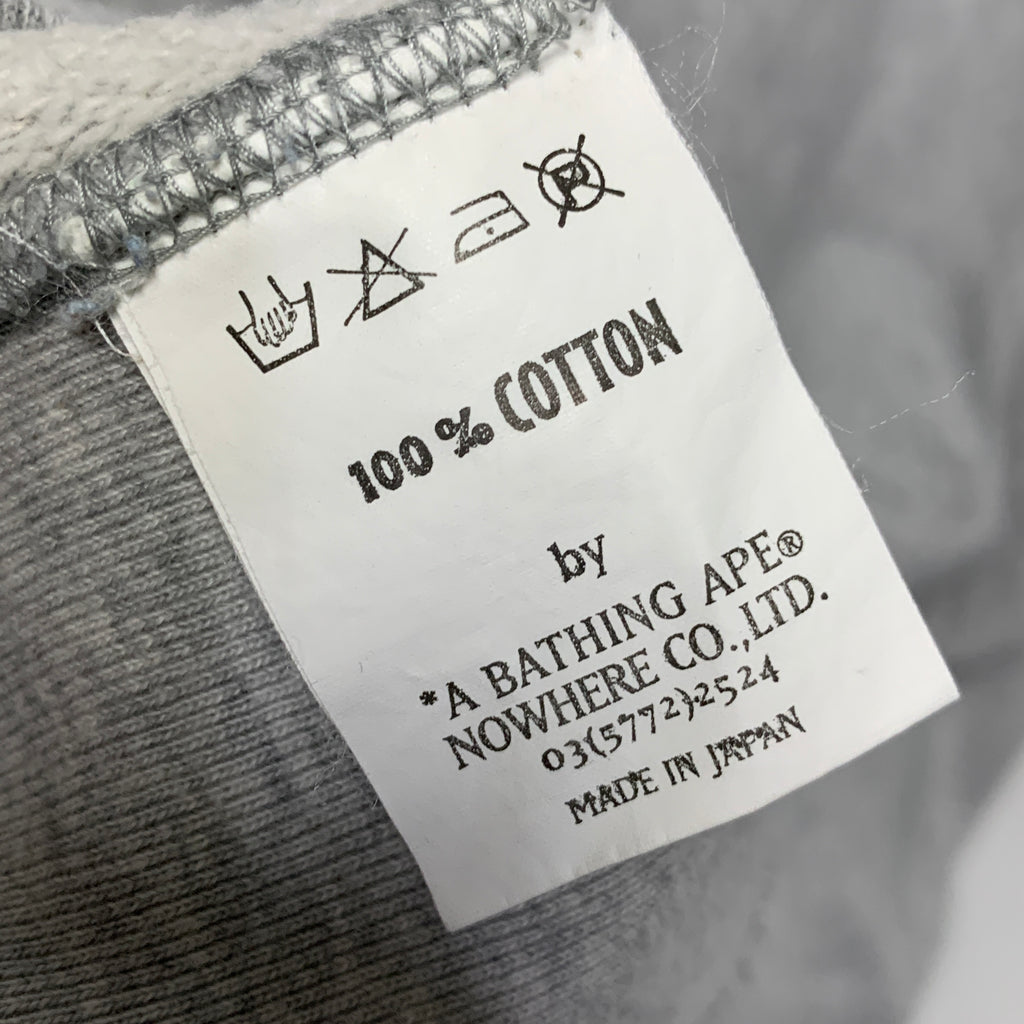 100 % COTTON
by
*A BATHING APE®
NOWHERE CO.,LTD.
03(5772)2524
MADE IN JAPAN